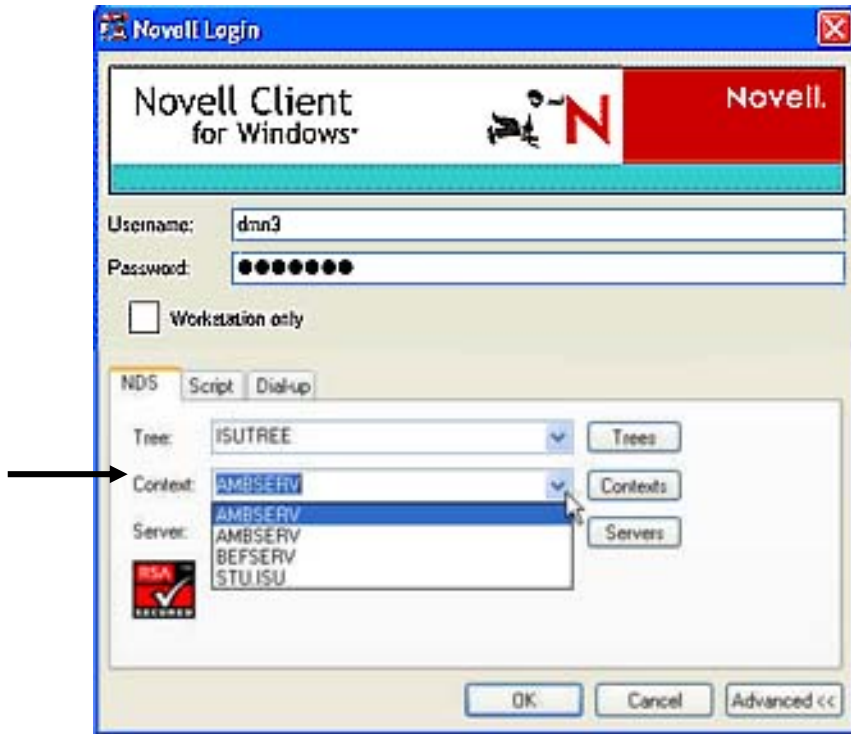 Novell Login
Novell Client
for Windows*
N
Novell.
Username: dmn3
Password: ●●●●●●●
Workstation only
NDS Script Dial-up
Tree: ISUTREE Trees
Context: AMBSERV Contexts
AMBSERV
Server: AMBSERV Servers
BEFSERV
STU.ISU
RSA
SECURED
OK Cancel Advanced <<